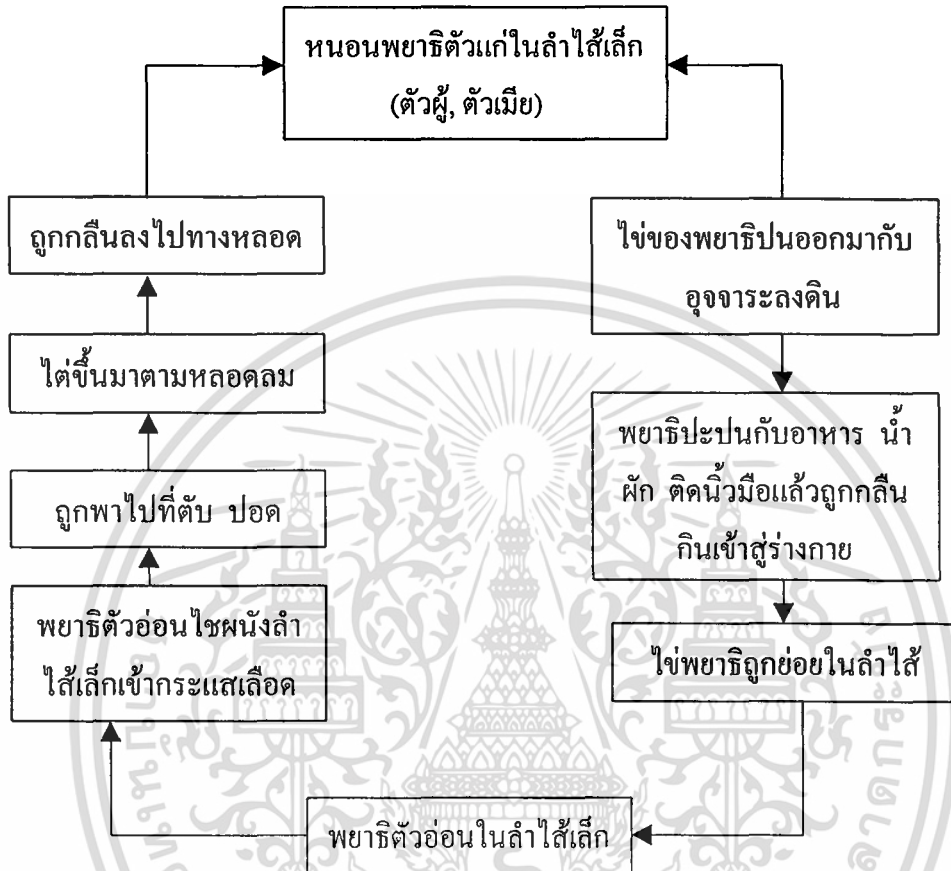 หนอนพยาธิตัวแก่ในลำไส้เล็ก
(ตัวผู้, ตัวเมีย)
ไข่ของพยาธิปนออกมากับ
อุจจาระลงดิน
พยาธิปะปนกับอาหาร น้ำ
ผัก ติดนิ้วมือแล้วถูกกลืน
กินเข้าสู่ร่างกาย
ไข่พยาธิถูกย่อยในลำไส้
พยาธิตัวอ่อนในลำไส้เล็ก
พยาธิตัวอ่อนไชผนังลำ
ไส้เล็กเข้ากระแสเลือด
ถูกพาไปที่ตับ ปอด
ไต่ขึ้นมาตามหลอดลม
ถูกกลืนลงไปทางหลอด